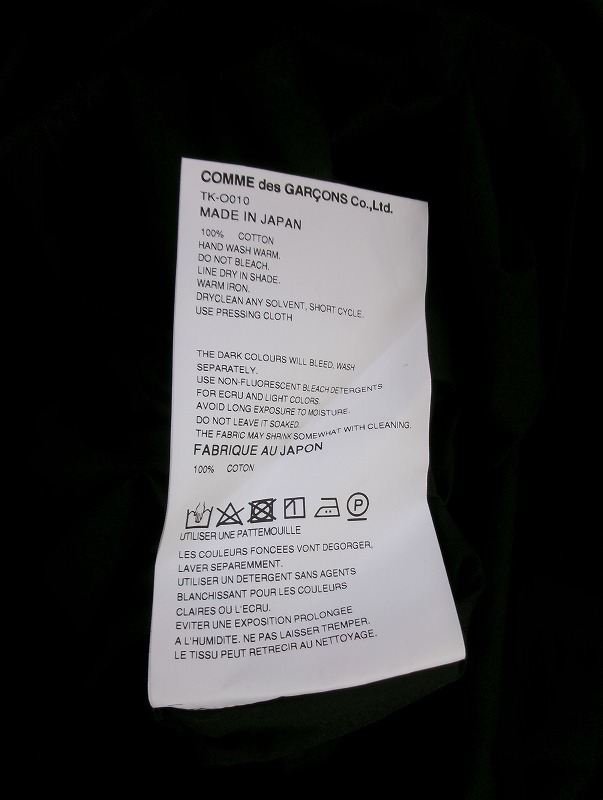 COMME des GARÇONS Co.,Ltd.
TK-O010
MADE IN JAPAN
100% COTTON
HAND WASH WARM.
DO NOT BLEACH.
LINE DRY IN SHADE.
WARM IRON.
DRYCLEAN ANY SOLVENT, SHORT CYCLE.
USE PRESSING CLOTH
THE DARK COLOURS WILL BLEED, WASH
SEPARATELY.
USE NON-FLUORESCENT BLEACH DETERGENTS
FOR ECRU AND LIGHT COLORS.
AVOID LONG EXPOSURE TO MOISTURE.
DO NOT LEAVE IT SOAKED.
THE FABRIC MAY SHRINK SOMEWHAT WITH CLEANING.
FABRIQUE AU JAPON
100% COTON
P
UTILISER UNE PATTEMOUILLE
LES COULEURS FONCEES VONT DEGORGER,
LAVER SEPAREMMENT.
UTILISER UN DETERGENT SANS AGENTS
BLANCHISSANT POUR LES COULEURS
CLAIRES OU L'ECRU.
EVITER UNE EXPOSITION PROLONGEE
A L'HUMIDITE. NE PAS LAISSER TREMPER.
LE TISSU PEUT RETRECIR AU NETTOYAGE.